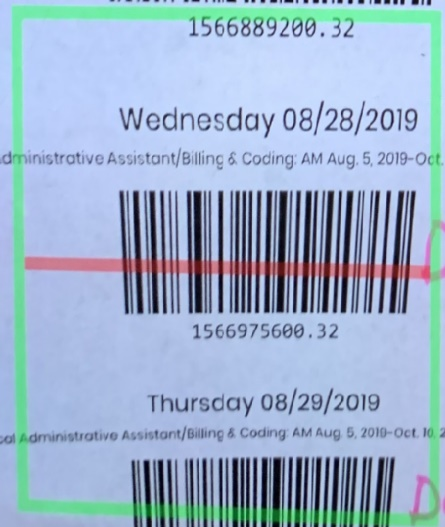 1566889200.32
Wednesday 08/28/2019
dministrative Assistant/Billing & Coding: AM Aug. 5, 2019-Oct.
1566975600.32
Thursday 08/29/2019
cal Administrative Assistant/Billing & Coding: AM Aug. 5, 2019-Oct. 10, 2